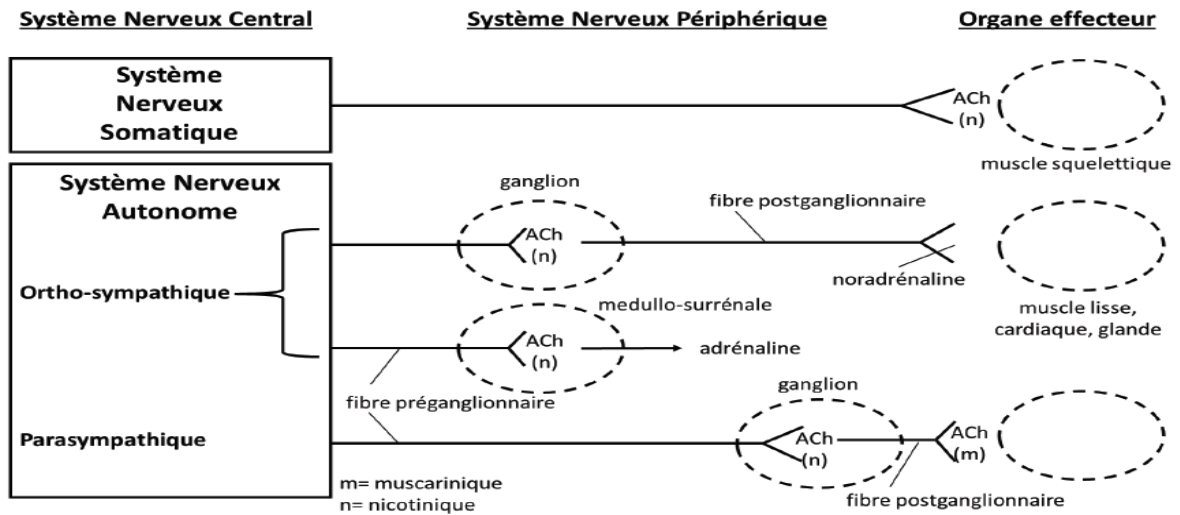 Système Nerveux Central
Système Nerveux Périphérique
Organe effecteur
Système
Nerveux
Somatique
ACh
(n)
muscle squelettique
Système Nerveux
Autonome
ganglion
fibre postganglionnaire
ACh
(n)
noradrénaline
Ortho-sympathique
medullo-surrénale
muscle lisse,
cardiaque, glande
ACh
(n)
adrénaline
ganglion
fibre préganglionnaire
Parasympathique
ACh
(n)
ACh
(m)
m= muscarinique
n= nicotinique
fibre postganglionnaire